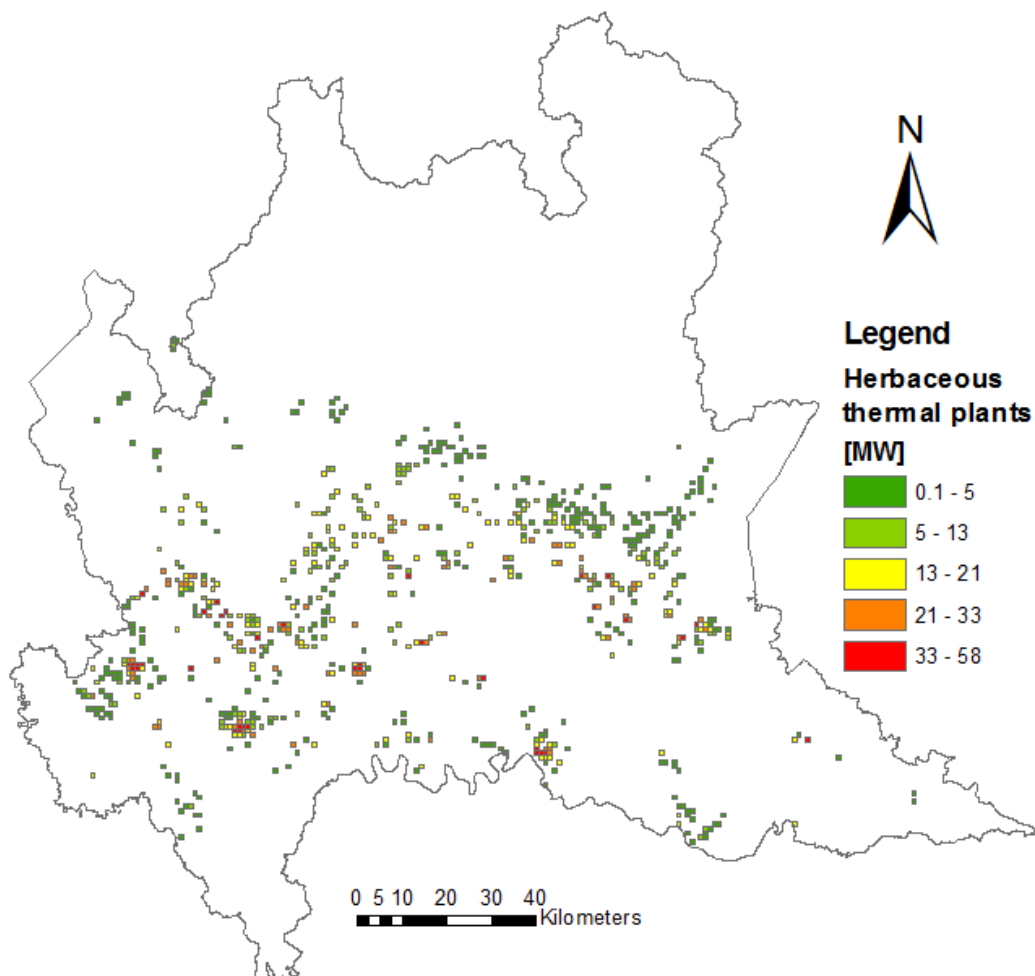 N
Legend
Herbaceous
thermal plants
[MW]
0.1 - 5
5 - 13
13 - 21
21 - 33
33 - 58
0 5 10 20 30 40
Kilometers